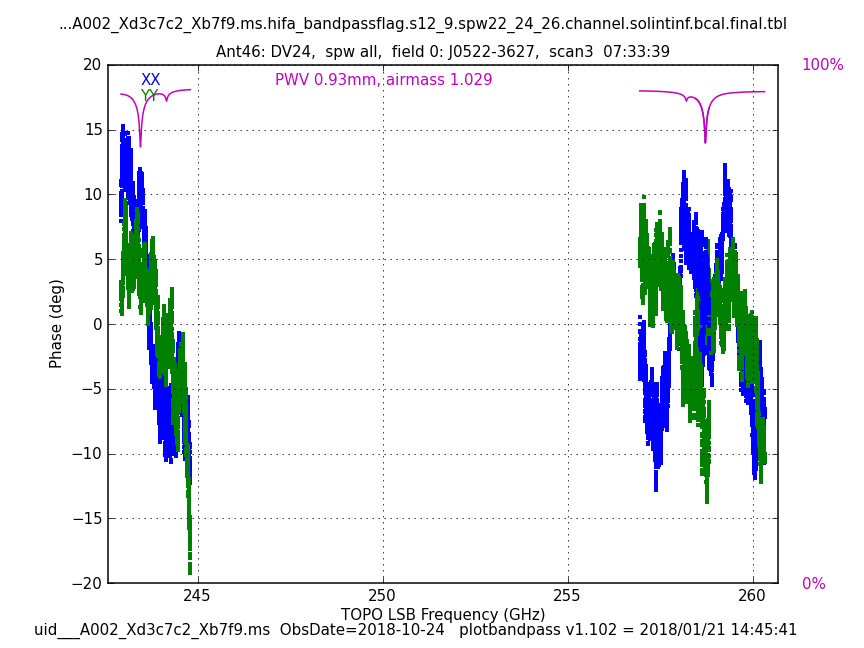 ...A002_Xd3c7c2_Xb7f9.ms.hifa_bandpassflag.s12_9.spw22_24_26.channel.solintinf.bcal.final.tbl
Ant46: DV24,  spw all,  field 0: J0522-3627,  scan3  07:33:39
20
100%
XX
PWV 0.93mm, airmass 1.029
YY
15
10
5
Phase (deg)
0
−5
−10
−15
−20
0%
245
250
255
260
TOPO LSB Frequency (GHz)
uid___A002_Xd3c7c2_Xb7f9.ms  ObsDate=2018-10-24   plotbandpass v1.102 = 2018/01/21 14:45:41